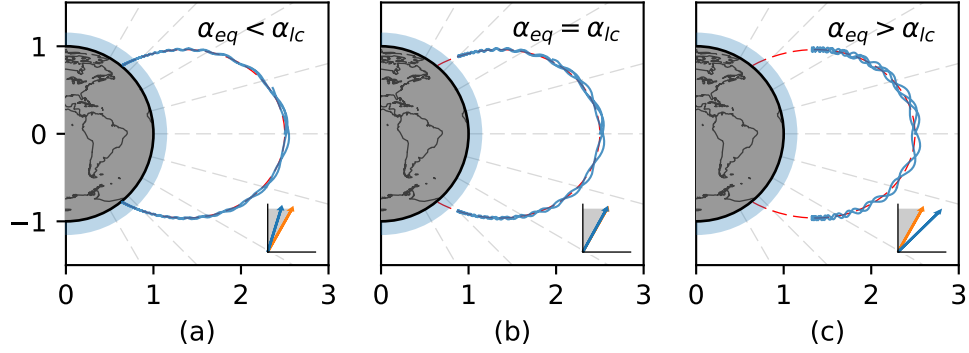 α_eq < α_lc
α_eq = α_lc
α_eq > α_lc
1
0
−1
0 1 2 3
0 1 2 3
0 1 2 3
(a)
(b)
(c)